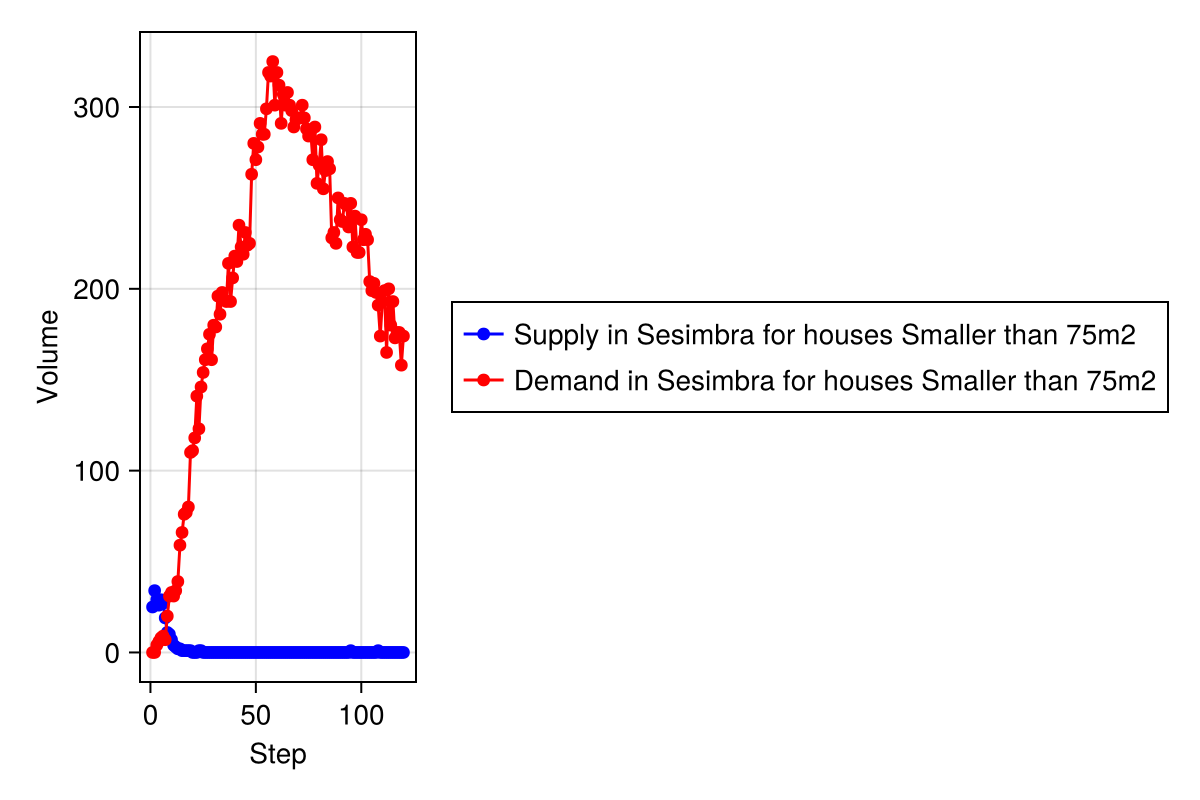 300
200
100
0
Volume
0 50 100
Step
Supply in Sesimbra for houses Smaller than 75m2
Demand in Sesimbra for houses Smaller than 75m2